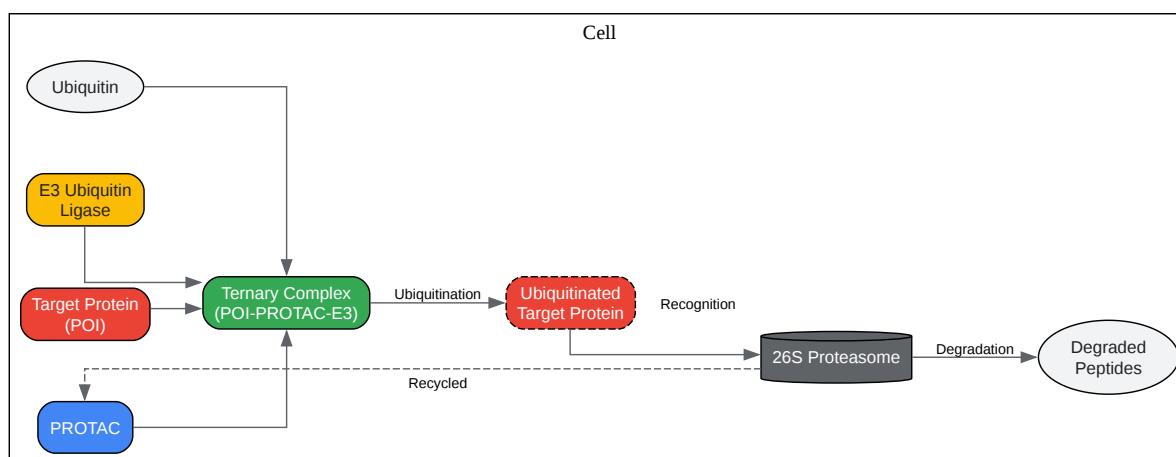 Cell
Ubiquitin
E3 Ubiquitin
Ligase
Target Protein
(POI)
Ternary Complex
(POI-PROTAC-E3)
Ubiquitination
Ubiquitinated
Target Protein
Recognition
26S Proteasome
Degradation
Degraded
Peptides
Recycled
PROTAC